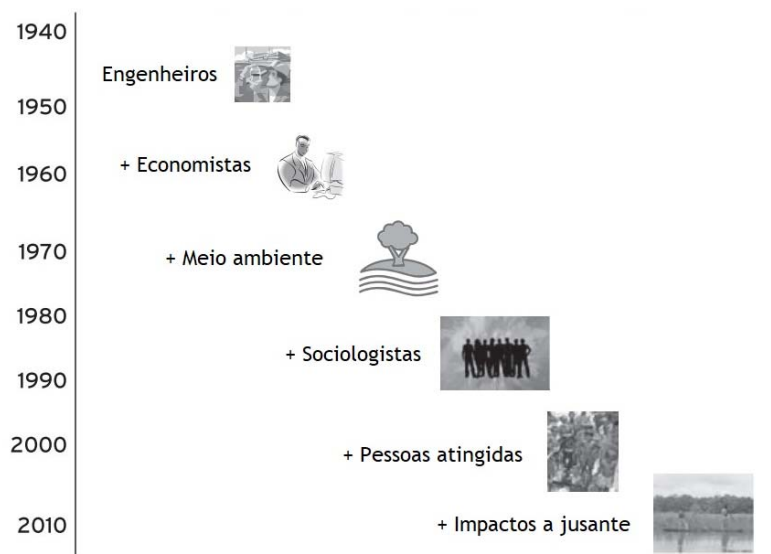 1940
Engenheiros
1950
+ Economistas
1960
1970
+ Meio ambiente
1980
+ Sociologistas
1990
2000
+ Pessoas atingidas
2010
+ Impactos a jusante